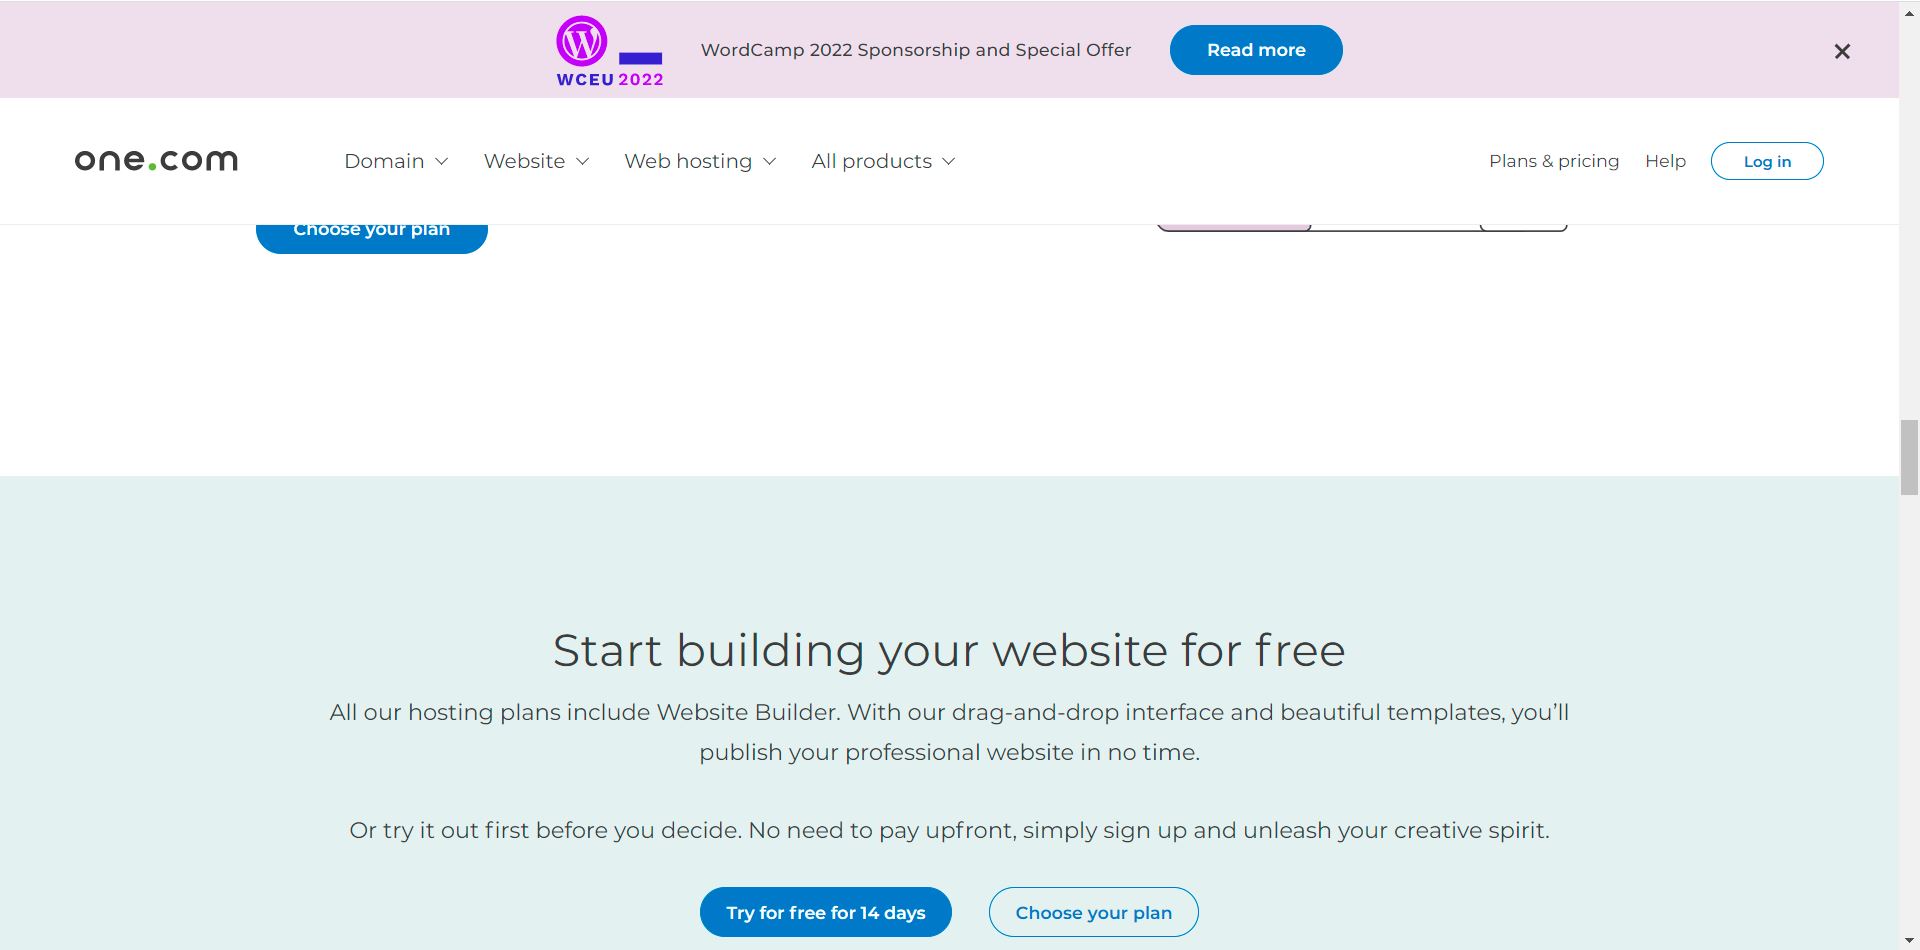 WCEU 2022
WordCamp 2022 Sponsorship and Special Offer
Read more
one.com
Domain
Website
Web hosting
All products
Plans & pricing
Help
Log in
Choose your plan
Start building your website for free
All our hosting plans include Website Builder. With our drag-and-drop interface and beautiful templates, you’ll
publish your professional website in no time.
Or try it out first before you decide. No need to pay upfront, simply sign up and unleash your creative spirit.
Try for free for 14 days
Choose your plan